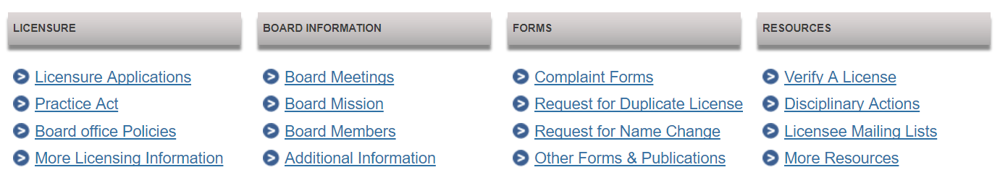 LICENSURE
Licensure Applications
Practice Act
Board office Policies
More Licensing Information
BOARD INFORMATION
Board Meetings
Board Mission
Board Members
Additional Information
FORMS
Complaint Forms
Request for Duplicate License
Request for Name Change
Other Forms & Publications
RESOURCES
Verify A License
Disciplinary Actions
Licensee Mailing Lists
More Resources